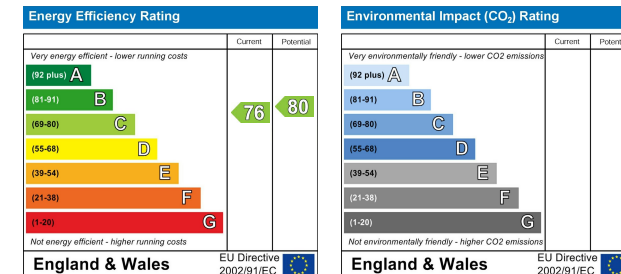 Energy Efficiency Rating
Current Potential
Very energy efficient - lower running costs
(92 plus) A
(81-91) B
(69-80) C
(55-68) D
(39-54) E
(21-38) F
(1-20) G
76
80
Not energy efficient - higher running costs
England & Wales
EU Directive
2002/91/EC
Environmental Impact (CO₂) Rating
Current Potent
Very environmentally friendly - lower CO2 emissions
(92 plus) A
(81-91) B
(69-80) C
(55-68) D
(39-54) E
(21-38) F
(1-20) G
Not environmentally friendly - higher CO2 emissions
England & Wales
EU Directive
2002/91/EC